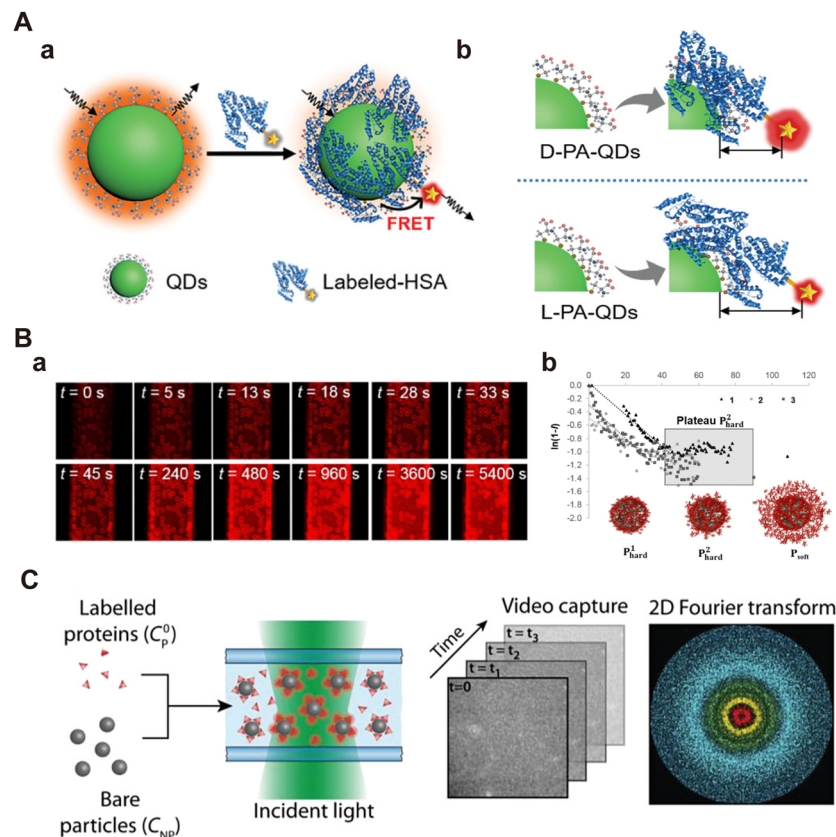 A
a
FRET
QDs
Labeled-HSA
b
D-PA-QDs
L-PA-QDs
B
a
t = 0 s
t = 5 s
t = 13 s
t = 18 s
t = 28 s
t = 33 s
t = 45 s
t = 240 s
t = 480 s
t = 960 s
t = 3600 s
t = 5400 s
b
0 20 40 60 80 100 120
0.0
-0.2
-0.4
-0.6
-0.8
-1.0
-1.2
-1.4
-1.6
-1.8
-2.0
ln(1-I)
1 2 3
Plateau P²hard
P¹hard
P²hard
Psoft
C
Labelled
proteins (C⁰P)
Bare
particles (CNP)
Incident light
Video capture
Time
t = t₃
t = t₂
t = t₁
t=0
2D Fourier transform